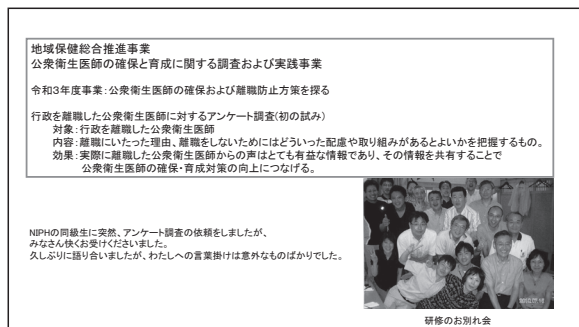 地域保健総合推進事業
公衆衛生医師の確保と育成に関する調査および実践事業
令和3年度事業：公衆衛生医師の確保および離職防止方策を探る
行政を離職した公衆衛生医師に対するアンケート調査(初の試み)
対象：行政を離職した公衆衛生医師
内容：離職にいたった理由、離職をしないためにはどういった配慮や取り組みがあるとよいかを把握するもの。
効果：実際に離職した公衆衛生医師からの声はとても有益な情報であり、その情報を共有することで
公衆衛生医師の確保・育成対策の向上につなげる。
NIPHの同級生に突然、アンケート調査の依頼をしましたが、
みなさん快くお受けくださいました。
久しぶりに語り合いましたが、わたしへの言葉掛けは意外なものばかりでした。
研修のお別れ会